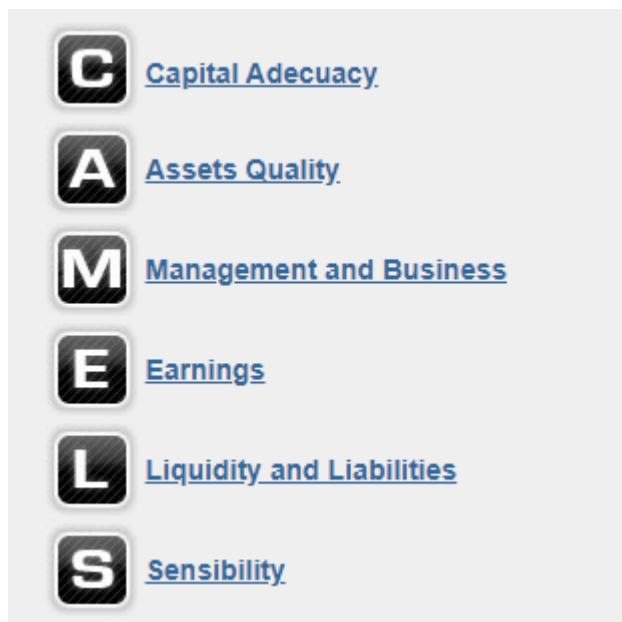 C Capital Adecuacy
A Assets Quality
M Management and Business
E Earnings
L Liquidity and Liabilities
S Sensibility